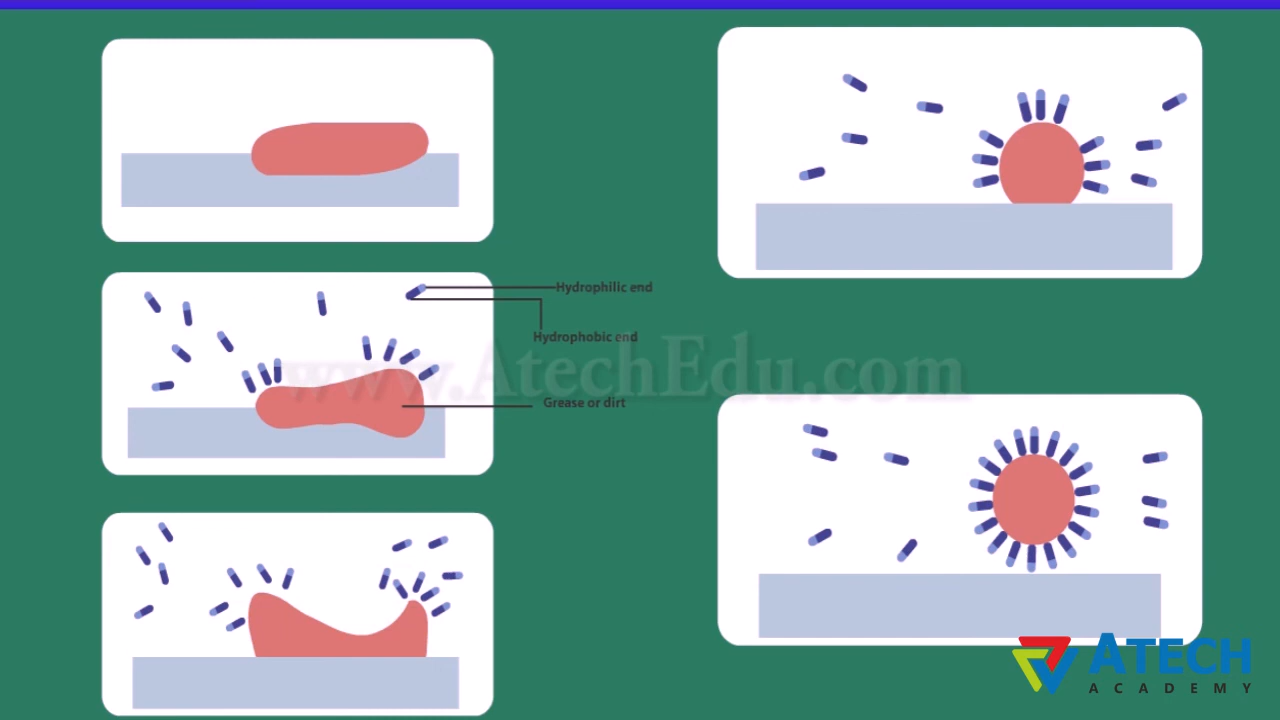 Hydrophilic end
Hydrophobic end
www.AtechEdu.com
Grease or dirt
ATECH
ACADEMY